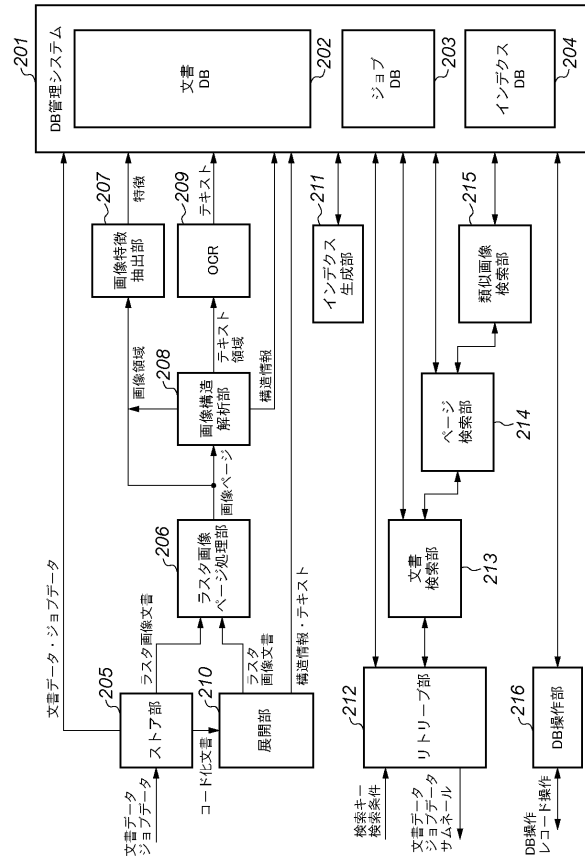 201
DB管理システム
文書
DB
202
ジョブ
DB
203
インデクス
DB
204
文書データ・ジョブデータ
特徴
207
画像特徴
抽出部
テキスト
209
OCR
画像領域
テキスト
領域
208
画像構造
解析部
構造情報
画像ページ
206
ラスタ画像
ページ処理部
ラスタ画像文書
ラスタ
画像文書
構造情報・テキスト
205
ストア部
コード化文書
210
展開部
文書データ
ジョブデータ
211
インデクス
生成部
215
類似画像
検索部
ページ
検索部
214
文書
検索部
213
212
リトリーブ部
検索キー
検索条件
文書データ
ジョブデータ
サムネール
216
DB操作部
DB操作
レコード操作